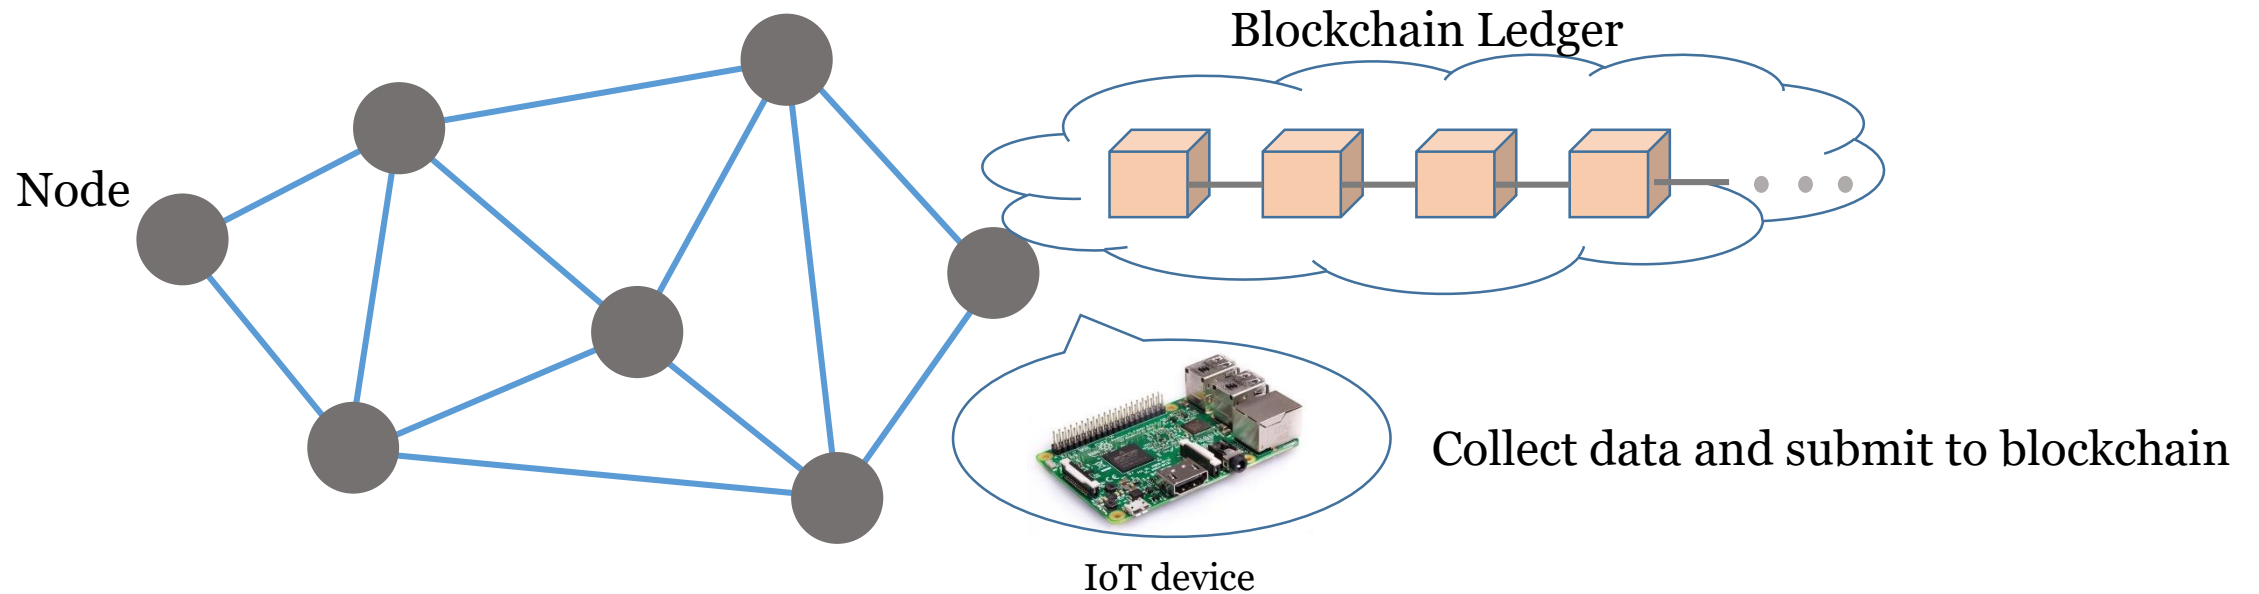 Blockchain Ledger
Node
Collect data and submit to blockchain
IoT device